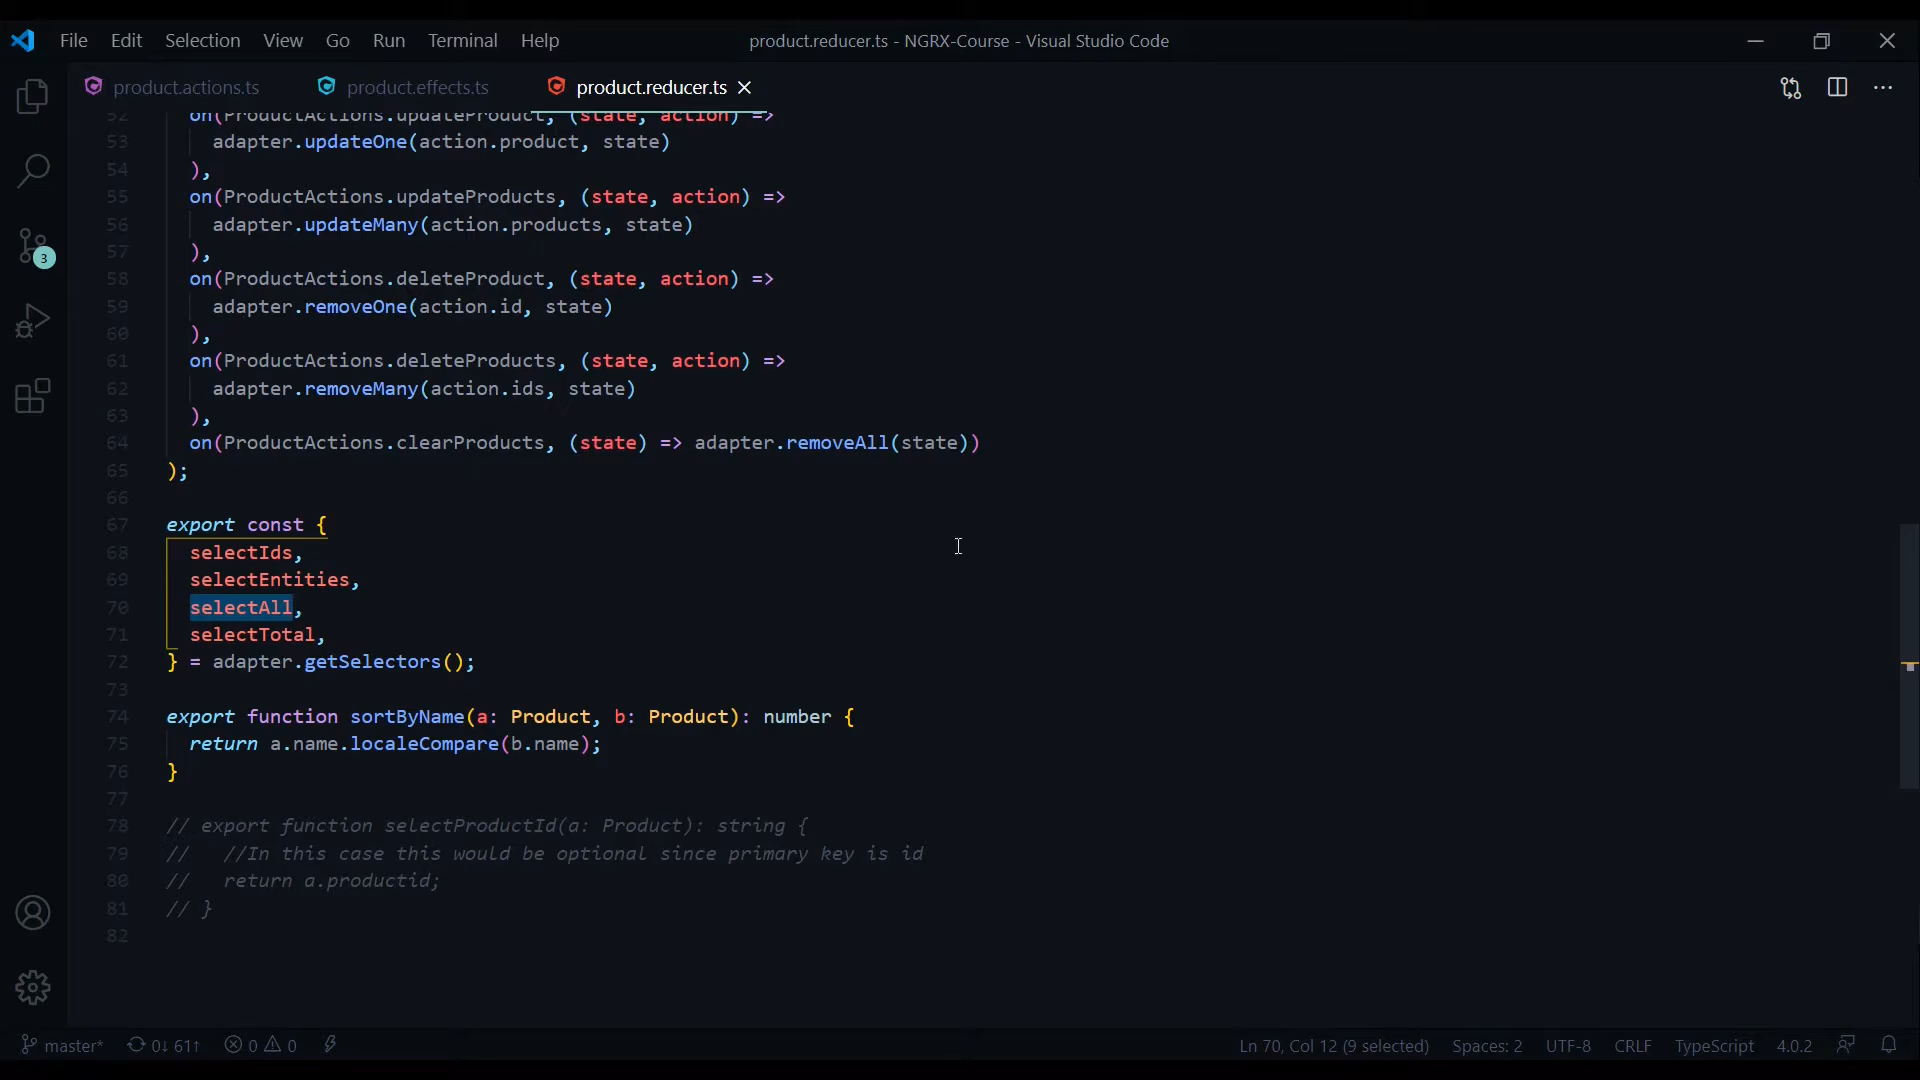 File Edit Selection View Go Run Terminal Help product.reducer.ts - NGRX-Course - Visual Studio Code
product.actions.ts product.effects.ts product.reducer.ts
52 on(ProductActions.updateProduct, (state, action) =>
53 adapter.updateOne(action.product, state)
54 ),
55 on(ProductActions.updateProducts, (state, action) =>
56 adapter.updateMany(action.products, state)
57 ),
58 on(ProductActions.deleteProduct, (state, action) =>
59 adapter.removeOne(action.id, state)
60 ),
61 on(ProductActions.deleteProducts, (state, action) =>
62 adapter.removeMany(action.ids, state)
63 ),
64 on(ProductActions.clearProducts, (state) => adapter.removeAll(state))
65 );
66
67 export const {
68 selectIds,
69 selectEntities,
70 selectAll,
71 selectTotal,
72 } = adapter.getSelectors();
73
74 export function sortByName(a: Product, b: Product): number {
75 return a.name.localeCompare(b.name);
76 }
77
78 // export function selectProductId(a: Product): string {
79 // //In this case this would be optional since primary key is id
80 // return a.productid;
81 // }
82
3
master* 0↓ 61↑ 0 0 Ln 70, Col 12 (9 selected) Spaces: 2 UTF-8 CRLF TypeScript 4.0.2